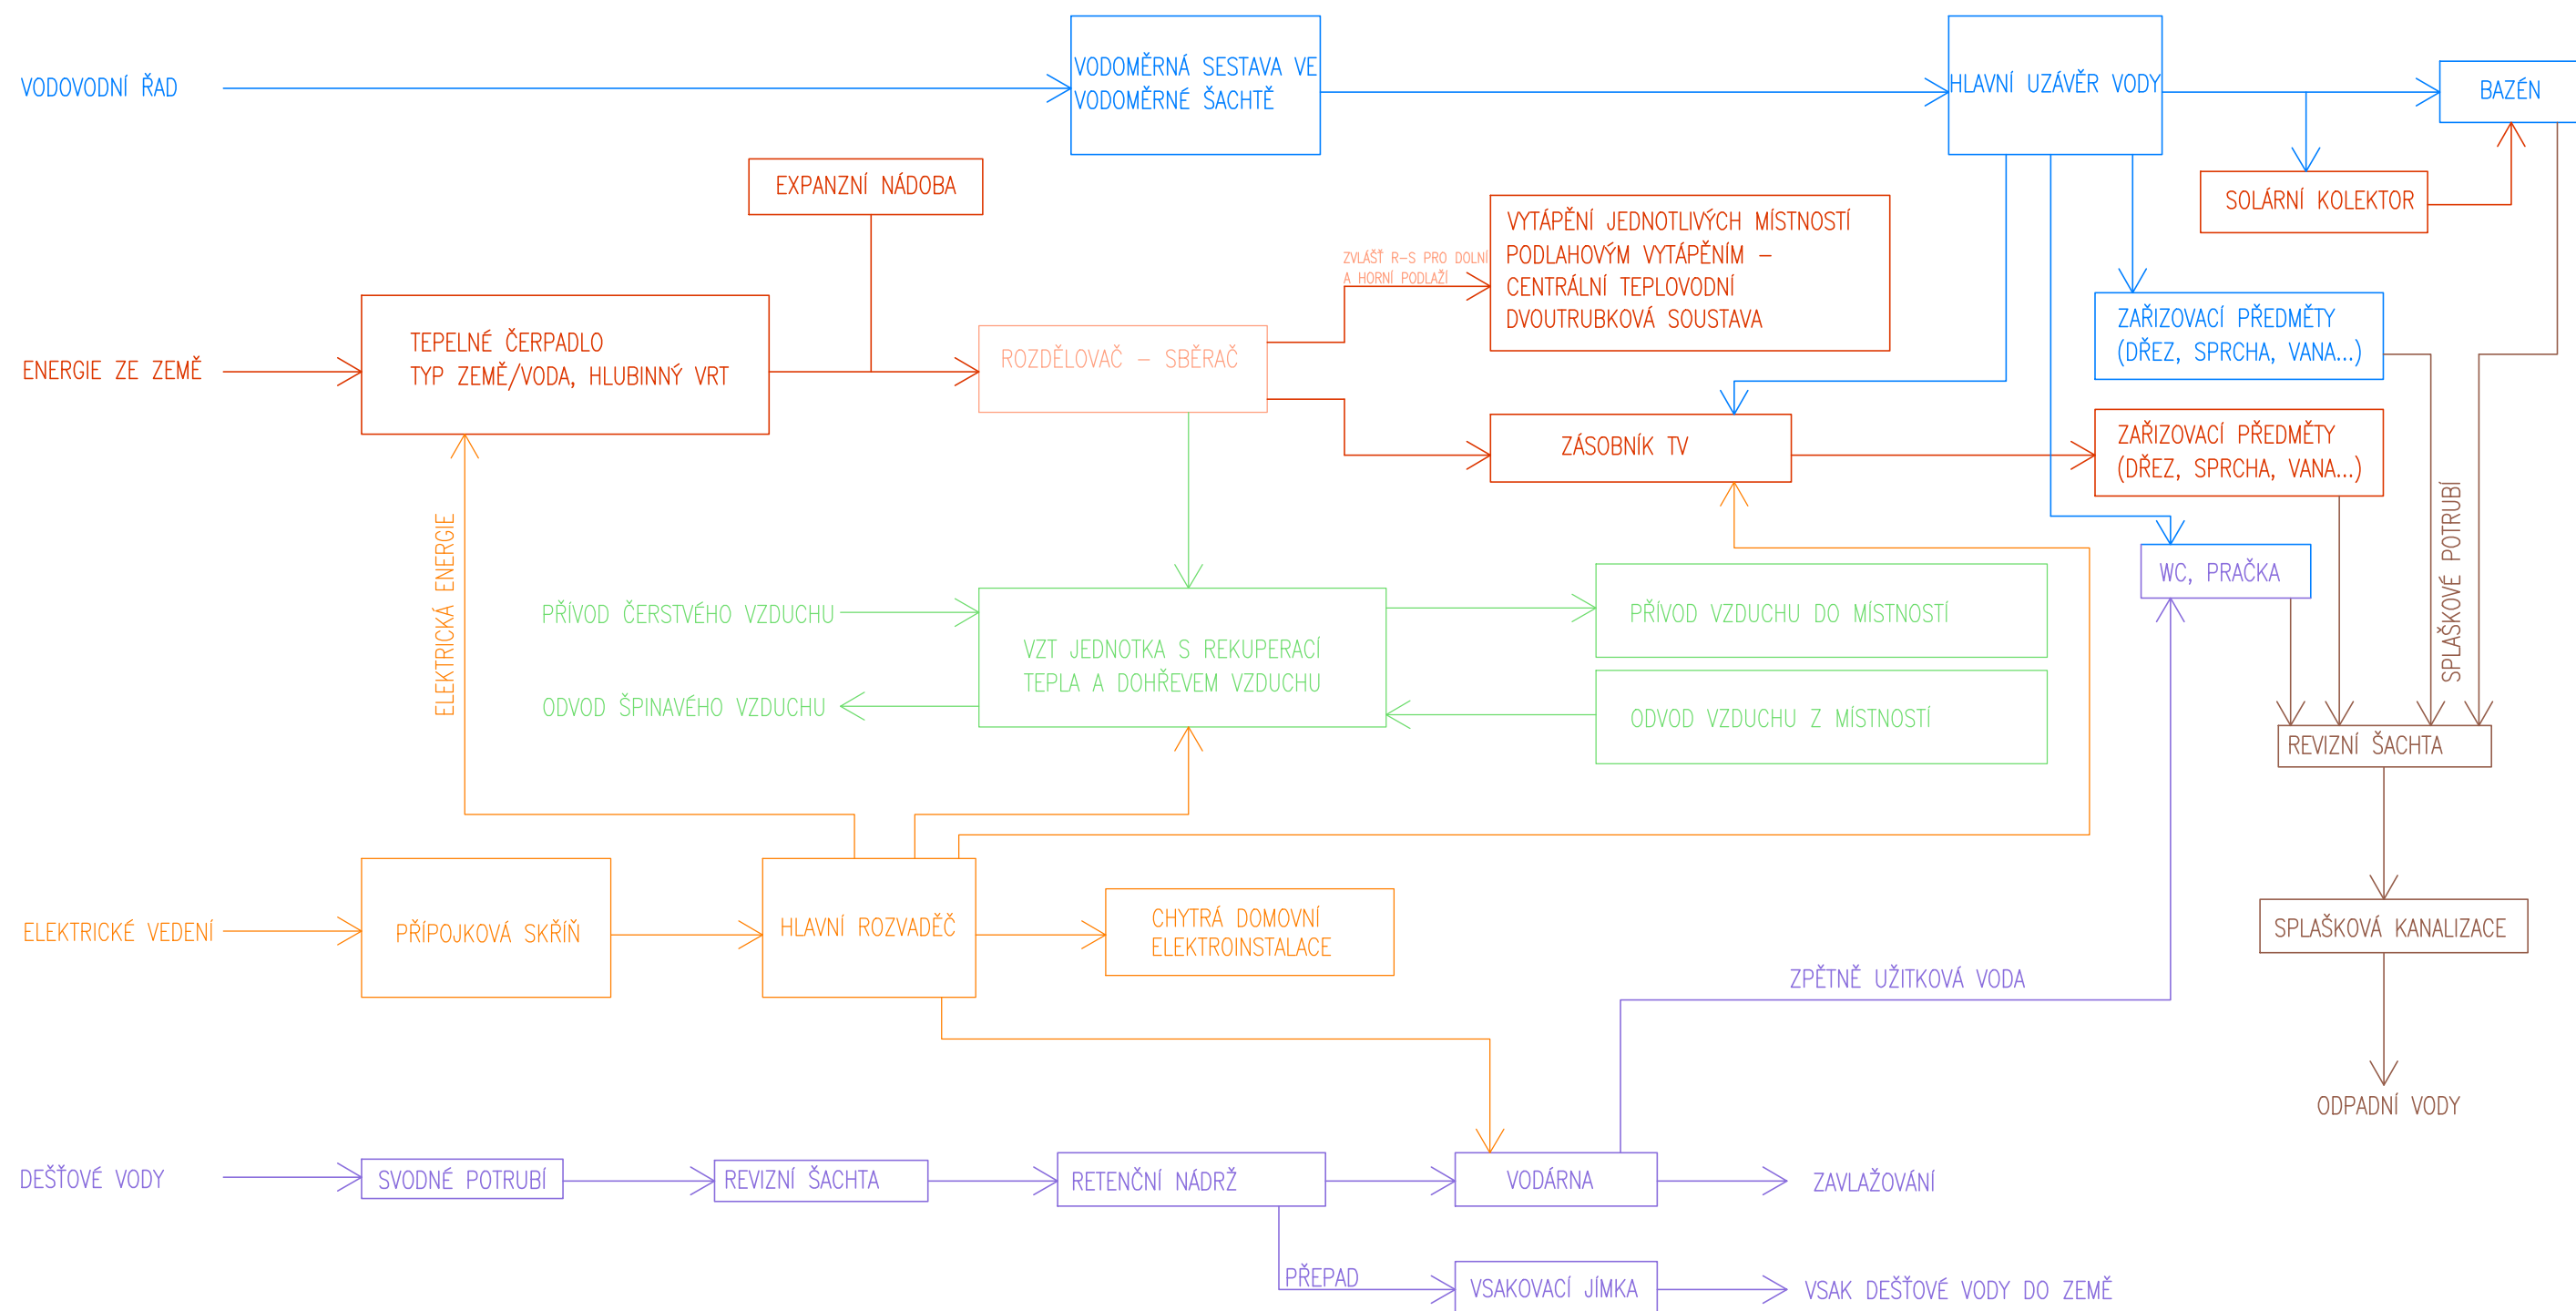 VODOVODNÍ ŘAD
VODOMĚRNÁ SESTAVA VE
VODOMĚRNÉ ŠACHTĚ
HLAVNÍ UZÁVĚR VODY
BAZÉN
EXPANZNÍ NÁDOBA
SOLÁRNÍ KOLEKTOR
ZVLÁŠŤ R-S PRO DOLNÍ
A HORNÍ PODLAŽÍ
VYTÁPĚNÍ JEDNOTLIVÝCH MÍSTNOSTÍ
PODLAHOVÝM VYTÁPĚNÍM –
CENTRÁLNÍ TEPLOVODNÍ
DVOUTRUBKOVÁ SOUSTAVA
ENERGIE ZE ZEMĚ
TEPELNÉ ČERPADLO
TYP ZEMĚ/VODA, HLUBINNÝ VRT
ROZDĚLOVAČ – SBĚRAČ
ZAŘIZOVACÍ PŘEDMĚTY
(DŘEZ, SPRCHA, VANA...)
ZÁSOBNÍK TV
ZAŘIZOVACÍ PŘEDMĚTY
(DŘEZ, SPRCHA, VANA...)
ELEKTRICKÁ ENERGIE
SPLAŠKOVÉ POTRUBÍ
WC, PRAČKA
PŘÍVOD ČERSTVÉHO VZDUCHU
ODVOD ŠPINAVÉHO VZDUCHU
VZT JEDNOTKA S REKUPERACÍ
TEPLA A DOHŘEVEM VZDUCHU
PŘÍVOD VZDUCHU DO MÍSTNOSTÍ
ODVOD VZDUCHU Z MÍSTNOSTÍ
REVIZNÍ ŠACHTA
ELEKTRICKÉ VEDENÍ
PŘÍPOJKOVÁ SKŘÍŇ
HLAVNÍ ROZVADĚČ
CHYTRÁ DOMOVNÍ
ELEKTROINSTALACE
SPLAŠKOVÁ KANALIZACE
ZPĚTNĚ UŽITKOVÁ VODA
ODPADNÍ VODY
DEŠŤOVÉ VODY
SVODNÉ POTRUBÍ
REVIZNÍ ŠACHTA
RETENČNÍ NÁDRŽ
VODÁRNA
ZAVLAŽOVÁNÍ
PŘEPAD
VSAKOVACÍ JÍMKA
VSAK DEŠŤOVÉ VODY DO ZEMĚ